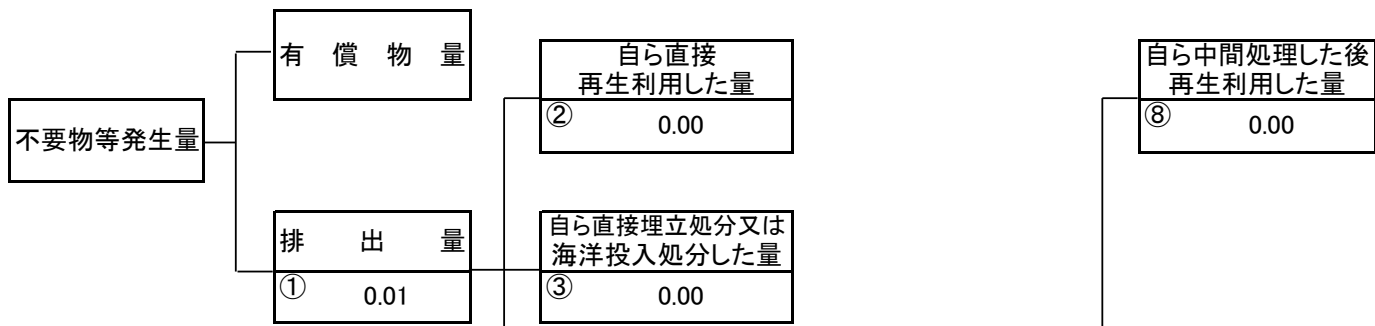 有償物量
自ら直接
再生利用した量
② 0.00
自ら中間処理した後
再生利用した量
⑧ 0.00
不要物等発生量
排出量
① 0.01
自ら直接埋立処分又は
海洋投入処分した量
③ 0.00